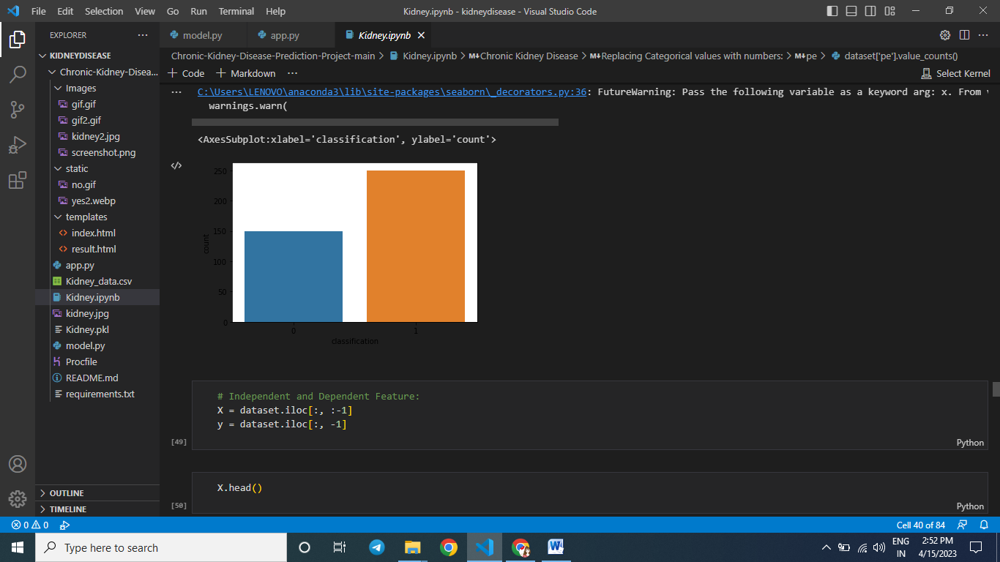 File Edit Selection View Go Run Terminal Help
Kidney.ipynb - kidneydisease - Visual Studio Code
EXPLORER
KIDNEYDISEASE
Chronic-Kidney-Disea...
Images
gif.gif
gif2.gif
kidney2.jpg
screenshot.png
static
no.gif
yes2.webp
templates
index.html
result.html
app.py
Kidney_data.csv
Kidney.ipynb
kidney.jpg
Kidney.pkl
model.py
Procfile
README.md
requirements.txt
OUTLINE
TIMELINE
model.py
app.py
Kidney.ipynb
Chronic-Kidney-Disease-Prediction-Project-main > Kidney.ipynb > M↓Chronic Kidney Disease > M↓Replacing Categorical values with numbers: > M↓pe > dataset['pe'].value_counts()
+ Code + Markdown ...
Select Kernel
C:\Users\LENOVO\anaconda3\lib\site-packages\seaborn\_decorators.py:36: FutureWarning: Pass the following variable as a keyword arg: x. From
warnings.warn(
<AxesSubplot:xlabel='classification', ylabel='count'>
250
200
150
100
50
0
count
0 1
classification
# Independent and Dependent Feature:
X = dataset.iloc[:, :-1]
y = dataset.iloc[:, -1]
[49]
Python
X.head()
[50]
Python
0 0
Cell 40 of 84
Type here to search
ENG
IN
2:52 PM
4/15/2023